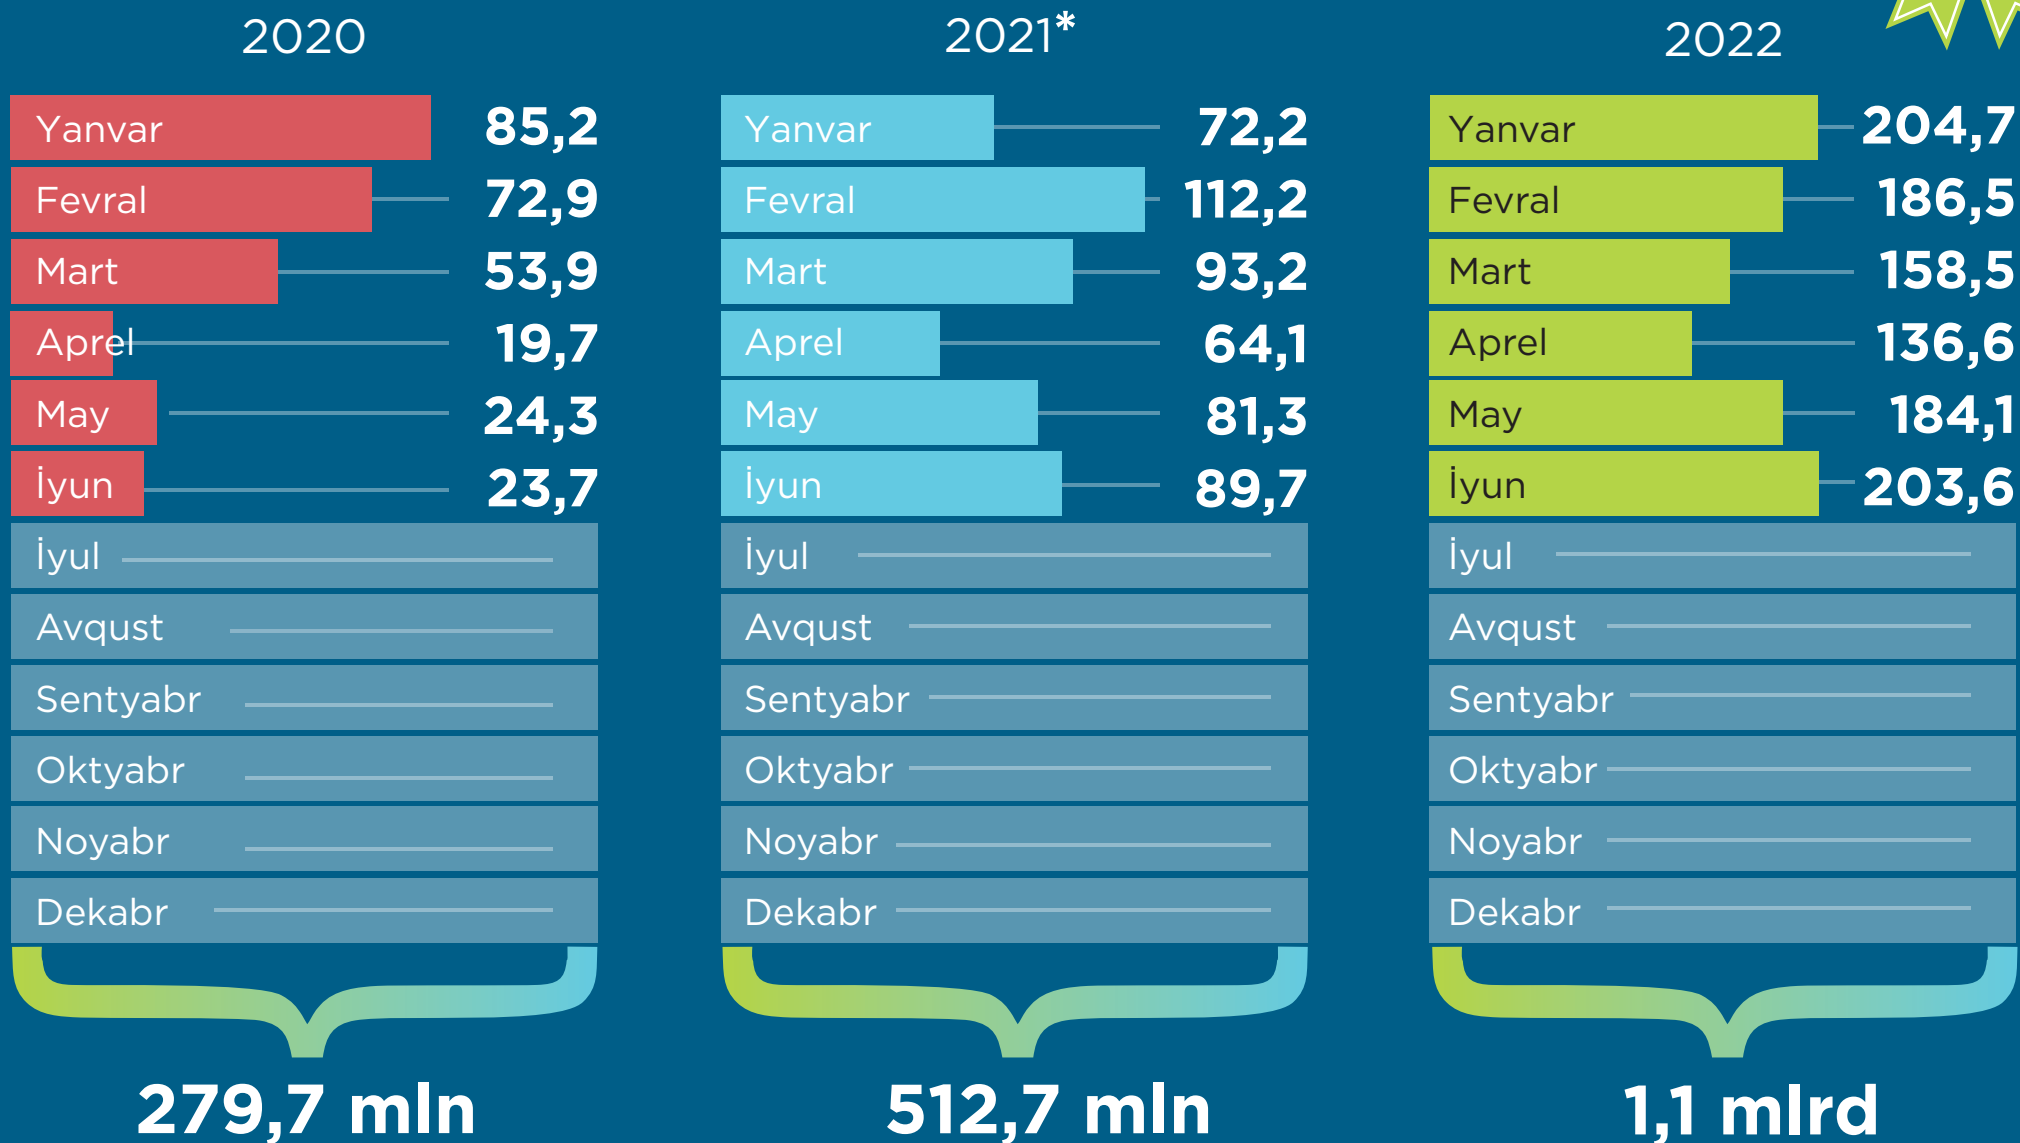 2020
Yanvar 85,2
Fevral 72,9
Mart 53,9
Aprel 19,7
May 24,3
İyun 23,7
İyul
Avqust
Sentyabr
Oktyabr
Noyabr
Dekabr
279,7 mln
2021*
Yanvar 72,2
Fevral 112,2
Mart 93,2
Aprel 64,1
May 81,3
İyun 89,7
İyul
Avqust
Sentyabr
Oktyabr
Noyabr
Dekabr
512,7 mln
2022
Yanvar 204,7
Fevral 186,5
Mart 158,5
Aprel 136,6
May 184,1
İyun 203,6
İyul
Avqust
Sentyabr
Oktyabr
Noyabr
Dekabr
1,1 mlrd